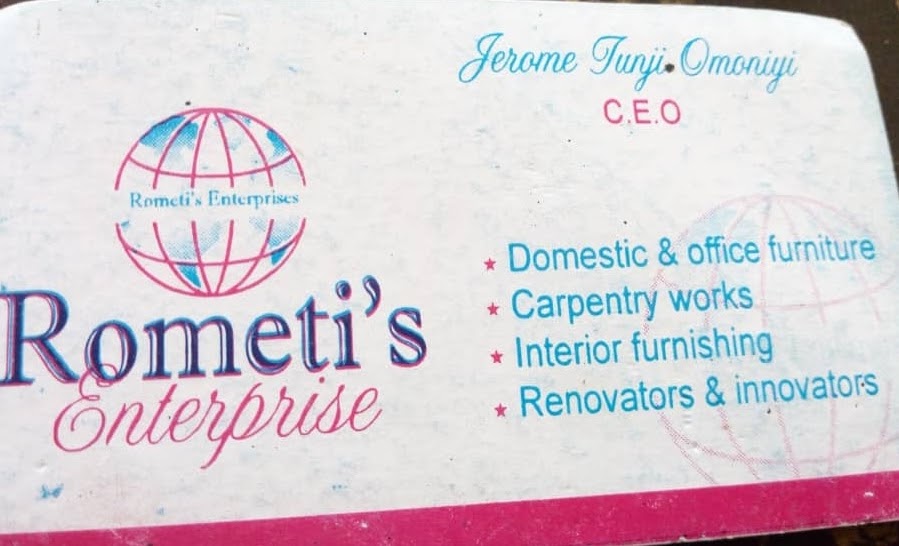 Jerome Tunji Omoniyi
C.E.O
Rometi's Enterprises
Rometi's
Enterprise
★ Domestic & office furniture
★ Carpentry works
★ Interior furnishing
★ Renovators & innovators